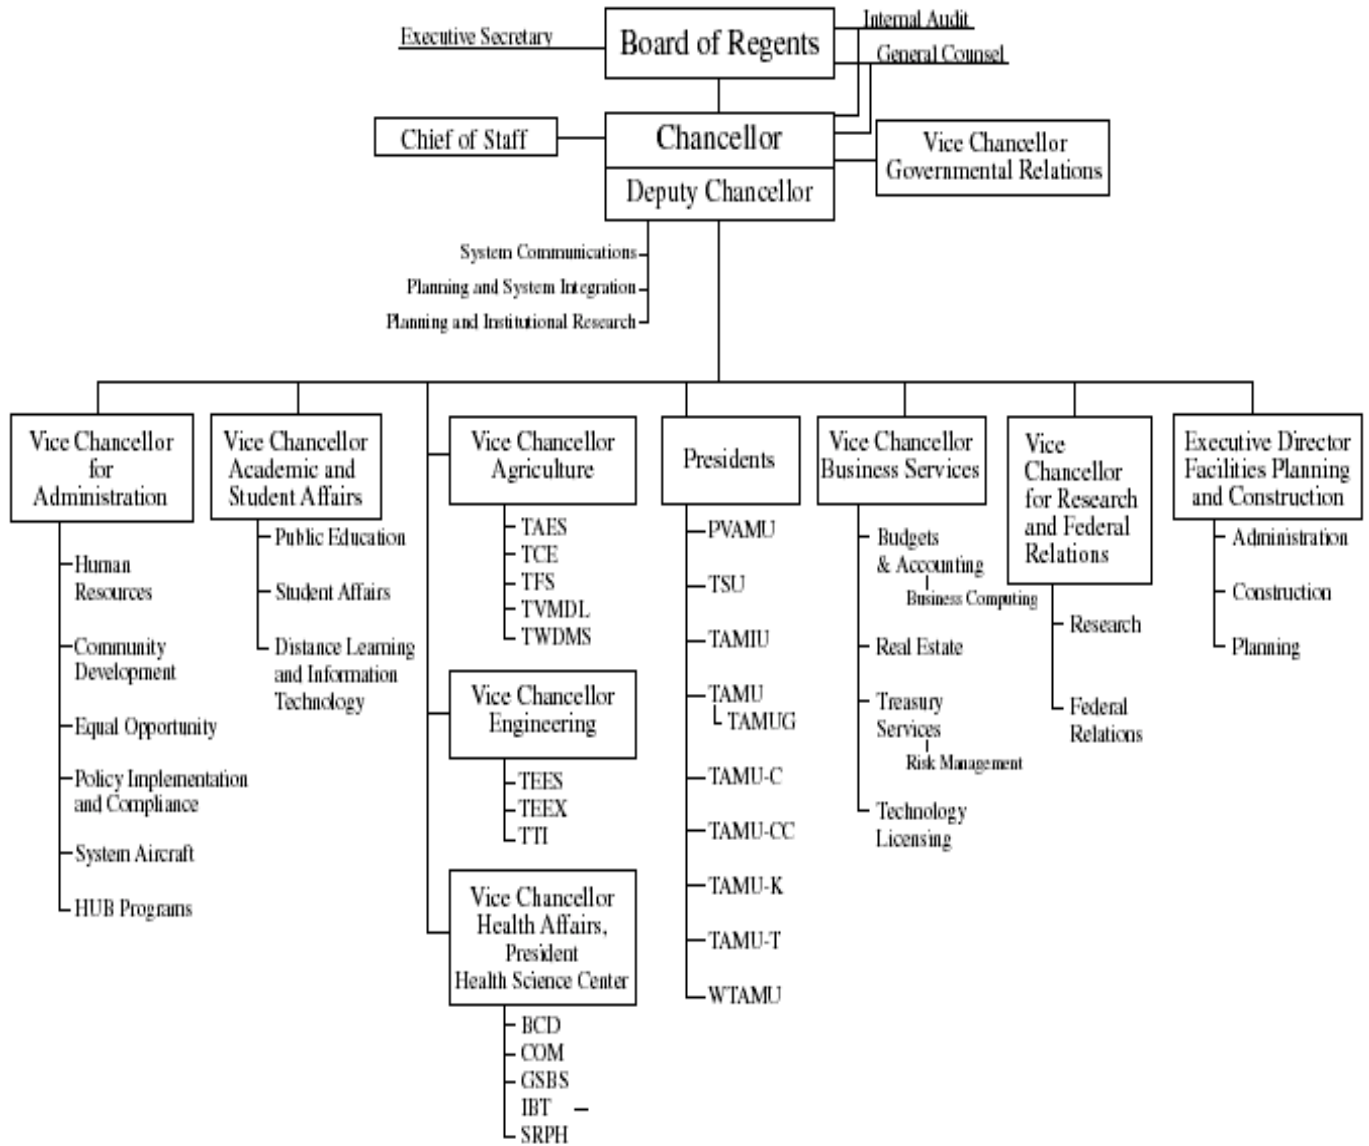 Executive Secretary
Board of Regents
Internal Audit
General Counsel
Chief of Staff
Chancellor
Deputy Chancellor
Vice Chancellor
Governmental Relations
System Communications
Planning and System Integration
Planning and Institutional Research
Vice Chancellor
for
Administration
Human
Resources
Community
Development
Equal Opportunity
Policy Implementation
and Compliance
System Aircraft
HUB Programs
Vice Chancellor
Academic and
Student Affairs
Public Education
Student Affairs
Distance Learning
and Information
Technology
Vice Chancellor
Agriculture
TAES
TCE
TFS
TVMDL
TWDMS
Vice Chancellor
Engineering
TEES
TEEX
TTI
Vice Chancellor
Health Affairs,
President
Health Science Center
BCD
COM
GSBS
IBT
SRPH
Presidents
PVAMU
TSU
TAMIU
TAMU
TAMUG
TAMU-C
TAMU-CC
TAMU-K
TAMU-T
WTAMU
Vice Chancellor
Business Services
Budgets
& Accounting
Business Computing
Real Estate
Treasury
Services
Risk Management
Technology
Licensing
Vice
Chancellor
for Research
and Federal
Relations
Research
Federal
Relations
Executive Director
Facilities Planning
and Construction
Administration
Construction
Planning